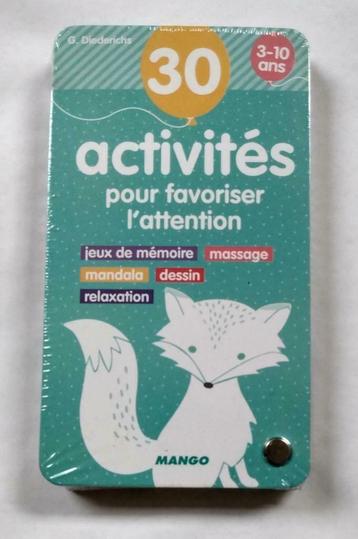 G. Diederichs
30
3-10
ans
activités
pour favoriser
l'attention
jeux de mémoire massage
mandala dessin
relaxation
MANGO